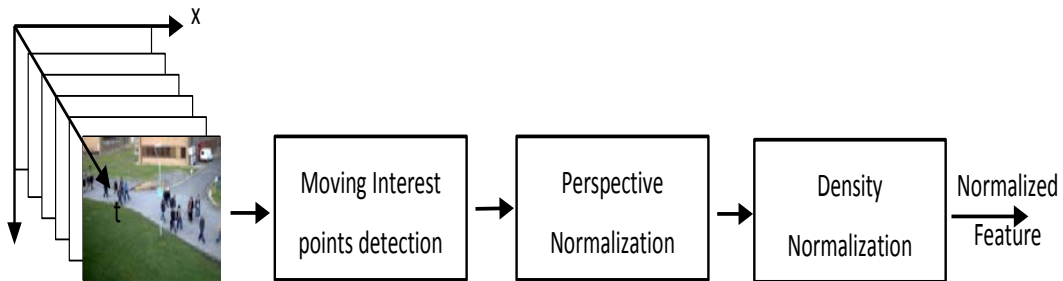 x
t
Moving Interest
points detection
Perspective
Normalization
Density
Normalization
Normalized
Feature